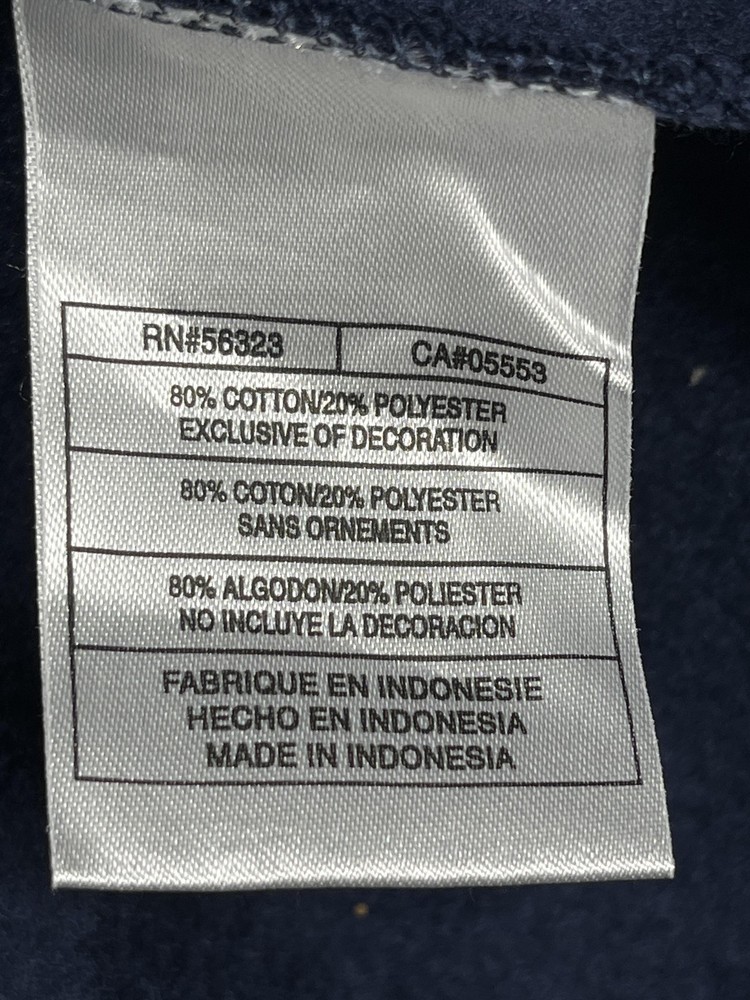 RN#56323 CA#05553
80% COTTON/20% POLYESTER
EXCLUSIVE OF DECORATION
80% COTON/20% POLYESTER
SANS ORNEMENTS
80% ALGODON/20% POLIESTER
NO INCLUYE LA DECORACION
FABRIQUE EN INDONESIE
HECHO EN INDONESIA
MADE IN INDONESIA